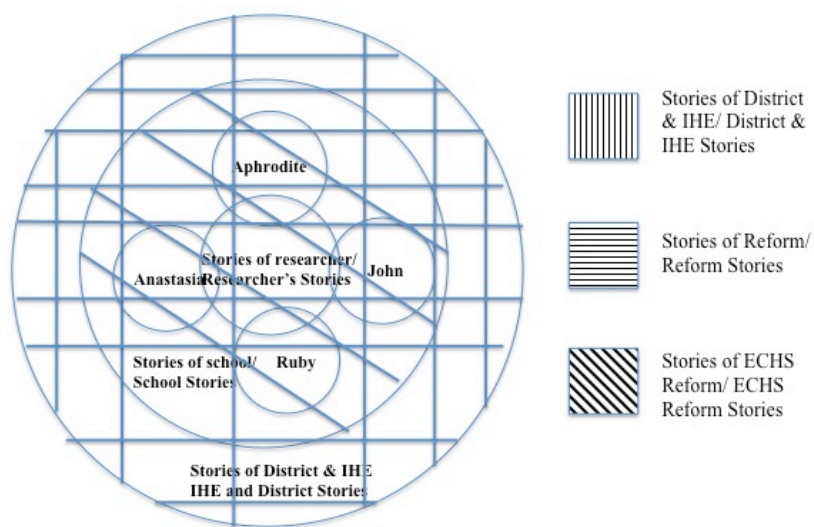 Aphrodite
Stories of researcher/
Researcher's Stories
Anastasia
John
Stories of school/
School Stories
Ruby
Stories of District & IHE
IHE and District Stories
Stories of District
& IHE/ District &
IHE Stories
Stories of Reform/
Reform Stories
Stories of ECHS
Reform/ ECHS
Reform Stories